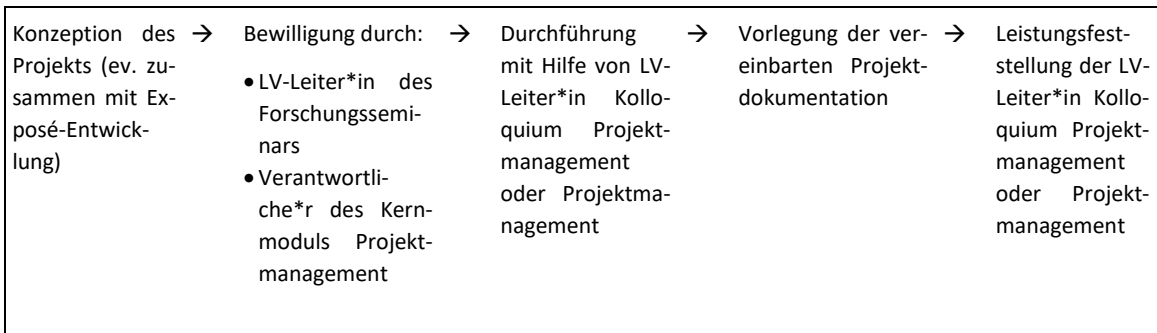 Konzeption des
Projekts (ev. zu-
sammen mit Ex-
posé-Entwick-
lung)
→
Bewilligung durch:
• LV-Leiter*in des
Forschungssemi-
nars
• Verantwortli-
che*r des Kern-
moduls Projekt-
management
→
Durchführung
mit Hilfe von LV-
Leiter*in Kollo-
quium Projekt-
management
oder Projektma-
nagement
→
Vorlegung der ver-
einbarten Projekt-
dokumentation
→
Leistungsfest-
stellung der LV-
Leiter*in Kollo-
quium Projekt-
management
oder Projekt-
management